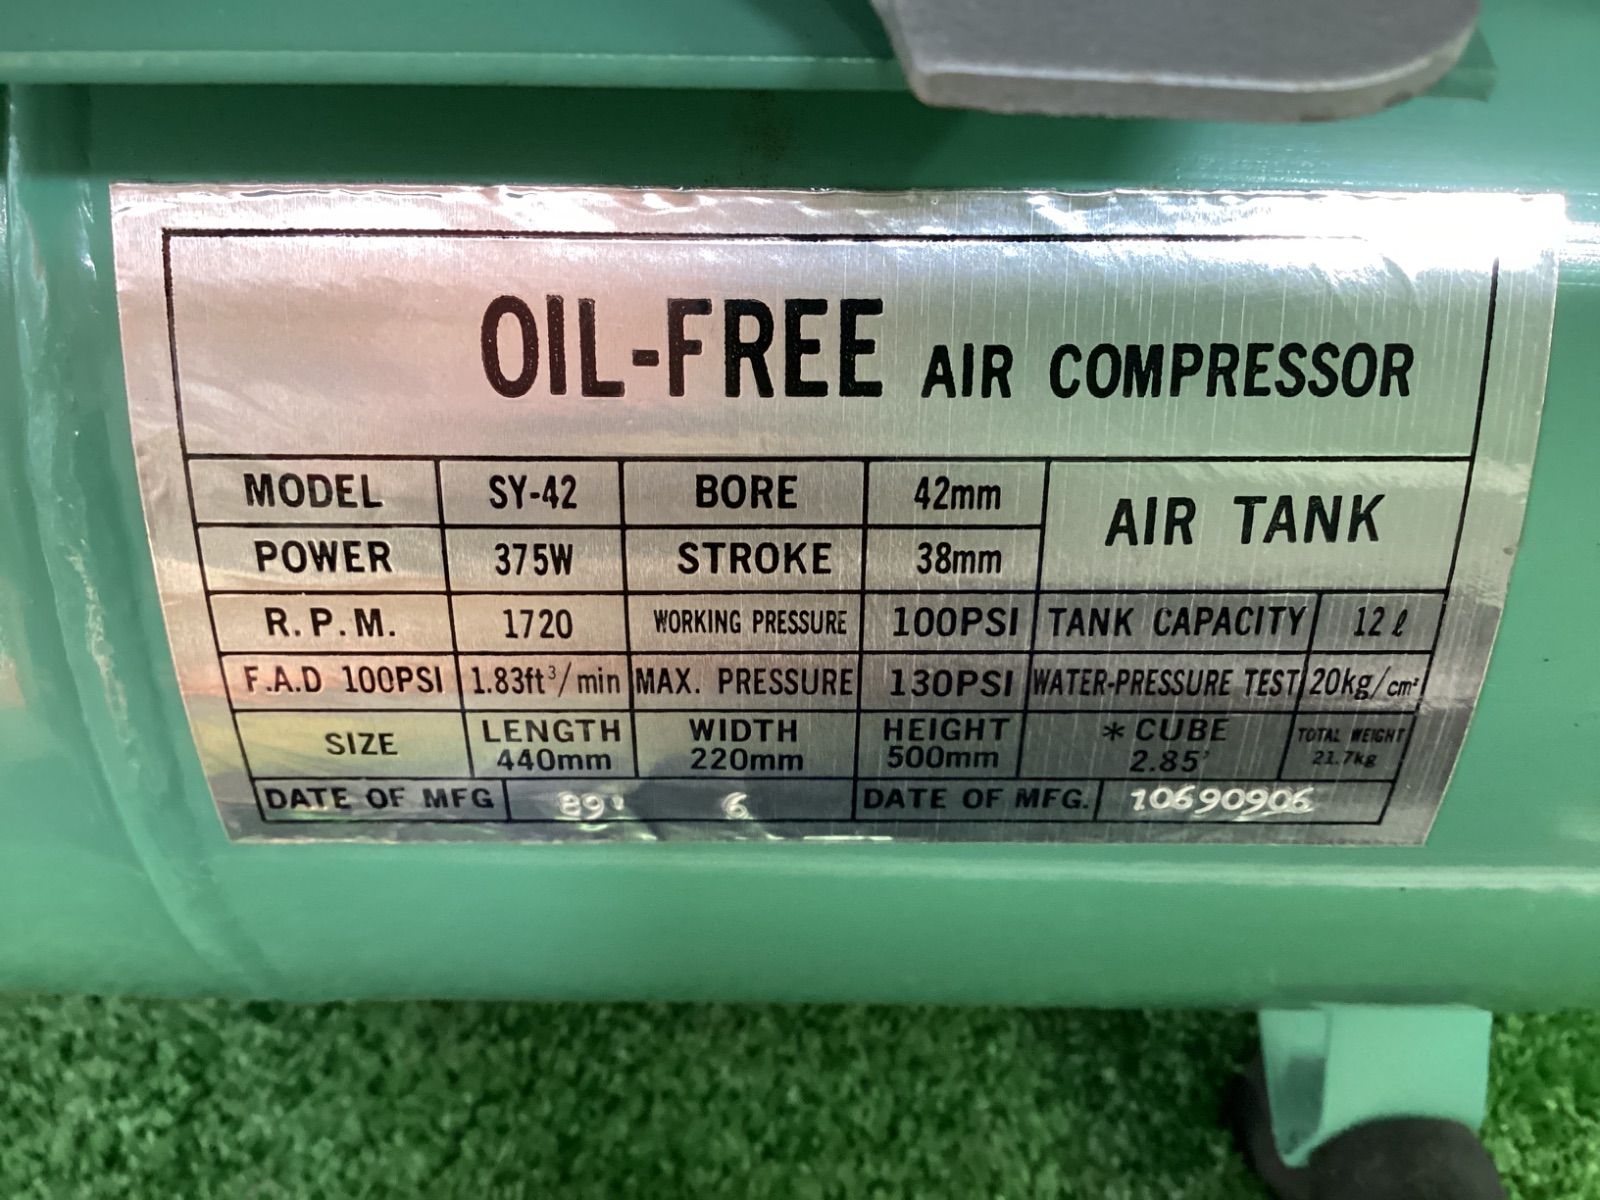 OIL-FREE AIR COMPRESSOR
MODEL SY-42 BORE 42mm AIR TANK
POWER 375W STROKE 38mm
R.P.M. 1720 WORKING PRESSURE 100PSI TANK CAPACITY 12ℓ
F.A.D 100PSI 1.83ft³/min MAX. PRESSURE 130PSI WATER-PRESSURE TEST 20kg/cm²
SIZE LENGTH 440mm WIDTH 220mm HEIGHT 500mm *CUBE 2.85' TOTAL WEIGHT 21.7kg
DATE OF MFG 89' 6 DATE OF MFG. 10690906